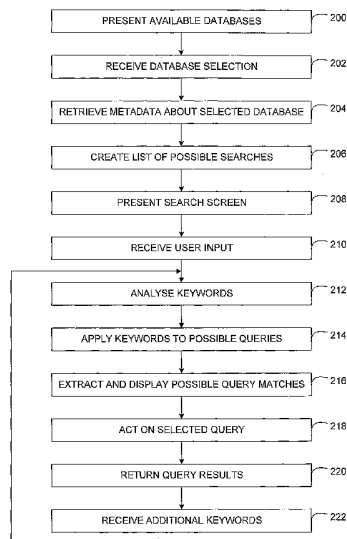 PRESENT AVAILABLE DATABASES 200
RECEIVE DATABASE SELECTION 202
RETRIEVE METADATA ABOUT SELECTED DATABASE 204
CREATE LIST OF POSSIBLE SEARCHES 206
PRESENT SEARCH SCREEN 208
RECEIVE USER INPUT 210
ANALYSE KEYWORDS 212
APPLY KEYWORDS TO POSSIBLE QUERIES 214
EXTRACT AND DISPLAY POSSIBLE QUERY MATCHES 216
ACT ON SELECTED QUERY 218
RETURN QUERY RESULTS 220
RECEIVE ADDITIONAL KEYWORDS 222